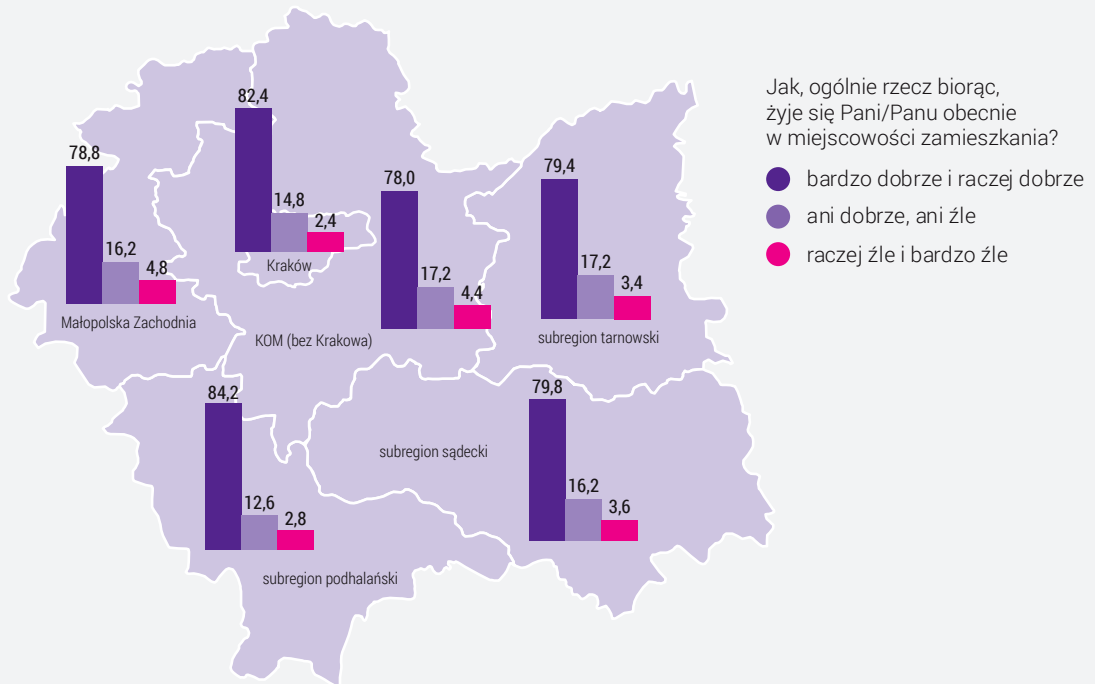 82,4
14,8
2,4
Kraków
78,8
16,2
4,8
Małopolska Zachodnia
78,0
17,2
4,4
KOM (bez Krakowa)
79,4
17,2
3,4
subregion tarnowski
84,2
12,6
2,8
subregion podhalański
79,8
16,2
3,6
subregion sądecki
Jak, ogólnie rzecz biorąc,
żyje się Pani/Panu obecnie
w miejscowości zamieszkania?
bardzo dobrze i raczej dobrze
ani dobrze, ani źle
raczej źle i bardzo źle